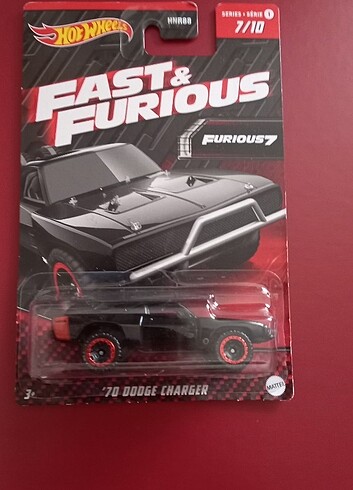 Hot Wheels
HNR88
SERIES • SÉRIE 1
7/10
FAST &
FURIOUS
FURIOUS 7
'70 DODGE CHARGER
3+
MATTEL